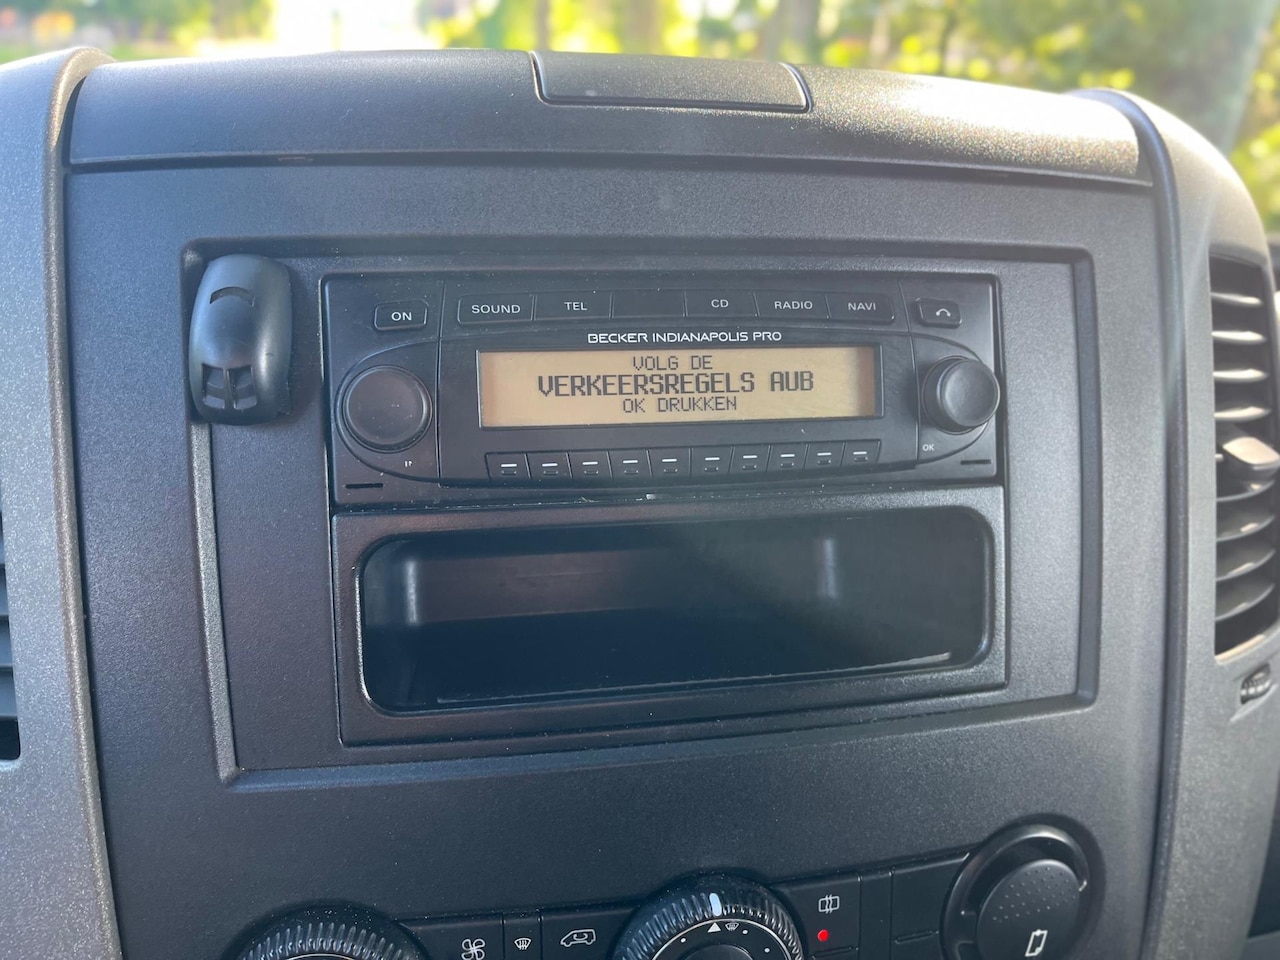 ON
SOUND
TEL
CD
RADIO
NAVI
BECKER INDIANAPOLIS PRO
VOLG DE
VERKEERSREGELS AUB
OK DRUKKEN
OK